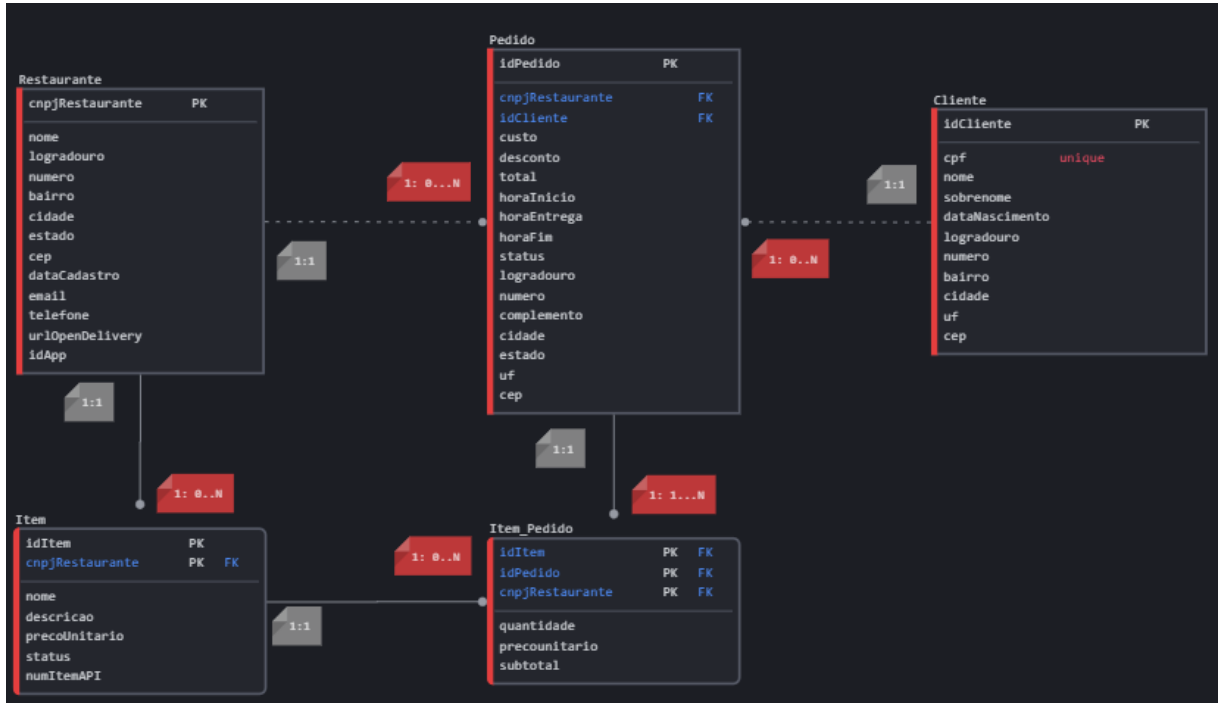 Restaurante
cnpjRestaurante PK
nome
logradouro
numero
bairro
cidade
estado
cep
dataCadastro
email
telefone
urlOpenDelivery
idApp
1:1
1: 0...N
1:1
Pedido
idPedido PK
cnpjRestaurante FK
idCliente FK
custo
desconto
total
horaInicio
horaEntrega
horaFim
status
logradouro
numero
complemento
cidade
estado
uf
cep
1:1
1: 0..N
Cliente
idCliente PK
cpf unique
nome
sobrenome
dataNascimento
logradouro
numero
bairro
cidade
uf
cep
1: 0..N
1:1
1: 1...N
Item
idItem PK
cnpjRestaurante PK FK
nome
descricao
precoUnitario
status
numItemAPI
1: 0..N
1:1
Item_Pedido
idItem PK FK
idPedido PK FK
cnpjRestaurante PK FK
quantidade
precounitario
subtotal